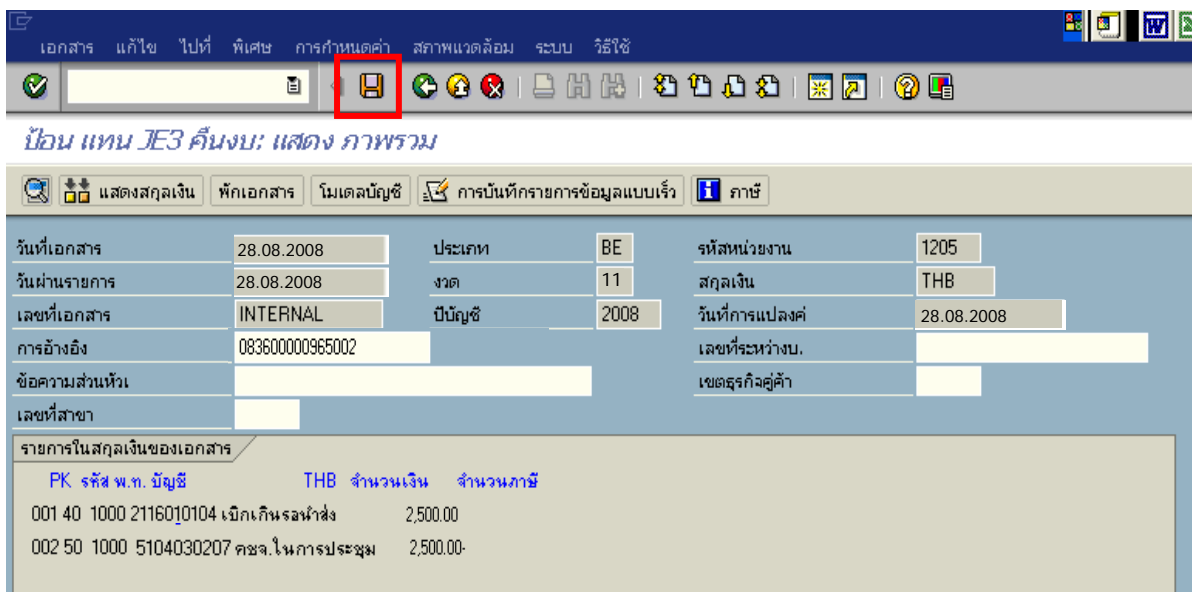 เอกสาร แก้ไข ไปที่ พิเศษ การกำหนดค่า สภาพแวดล้อม ระบบ วิธีใช้
ป้อน แทน JE3 คืนงบ: แสดง ภาพรวม
แสดงสกุลเงิน พักเอกสาร โมเดลบัญชี การบันทึกรายการข้อมูลแบบเร็ว ภาษี
วันที่เอกสาร 28.08.2008 ประเภท BE รหัสหน่วยงาน 1205
วันผ่านรายการ 28.08.2008 งวด 11 สกุลเงิน THB
เลขที่เอกสาร INTERNAL ปีบัญชี 2008 วันที่การแปลงค่ 28.08.2008
การอ้างอิง 083600000965002 เลขที่ระหว่างบ.
ข้อความส่วนหัวเ เขตธุรกิจคู่ค้า
เลขที่สาขา
รายการในสกุลเงินของเอกสาร
PK รหัส พ.ท. บัญชี THB จำนวนเงิน จำนวนภาษี
001 40 1000 2116010104 เบิกเกินรอนำส่ง 2,500.00
002 50 1000 5104030207 คชจ.ในการประชุม 2,500.00-